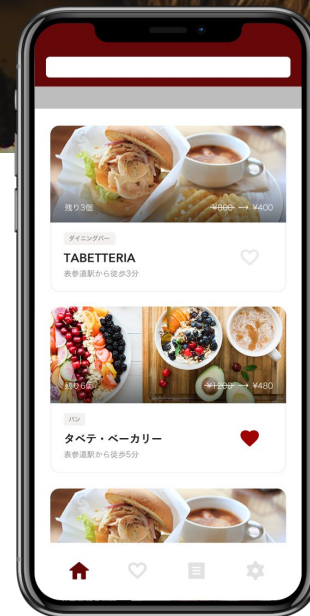 残り3個
¥800 → ¥400
ダイニングバー
TABETTERIA
表参道駅から徒歩3分
残り6個
¥1200 → ¥480
パン
タベテ・ベーカリー
表参道駅から徒歩5分